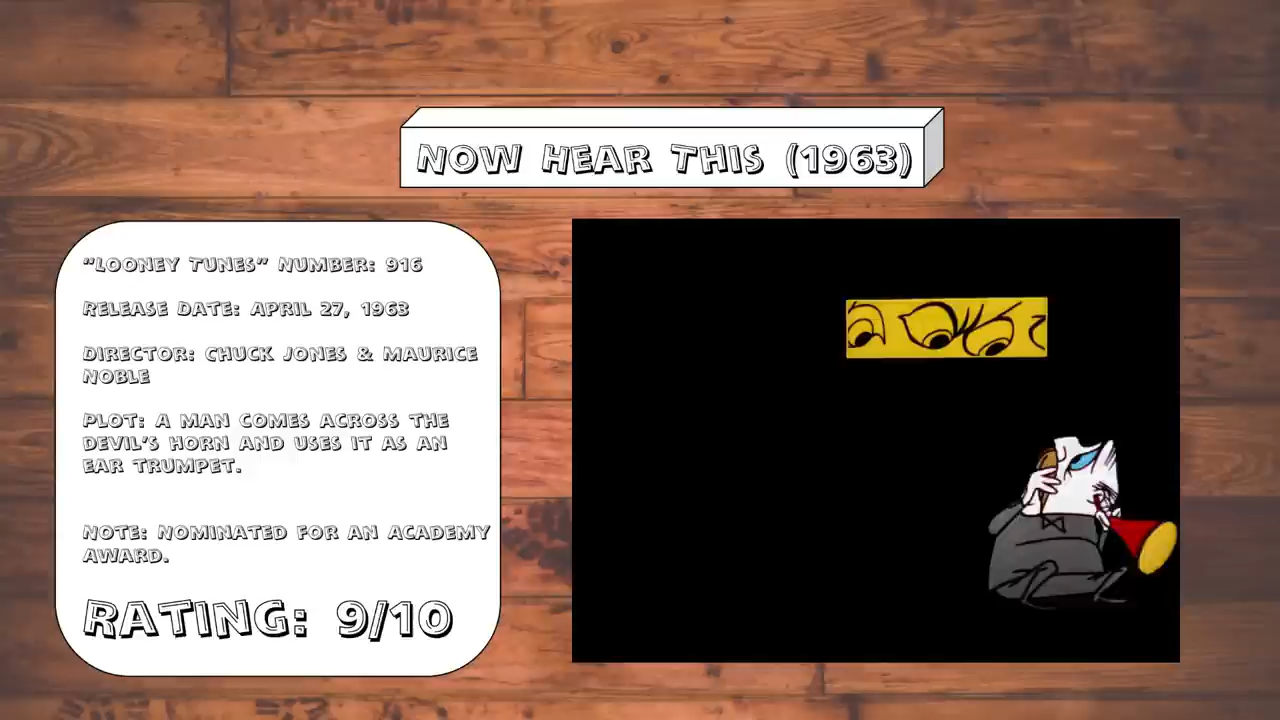 NOW HEAR THIS (1963)
"LOONEY TUNES" NUMBER: 916
RELEASE DATE: APRIL 27, 1963
DIRECTOR: CHUCK JONES & MAURICE
NOBLE
PLOT: A MAN COMES ACROSS THE
DEVIL'S HORN AND USES IT AS AN
EAR TRUMPET.
NOTE: NOMINATED FOR AN ACADEMY
AWARD.
RATING: 9/10